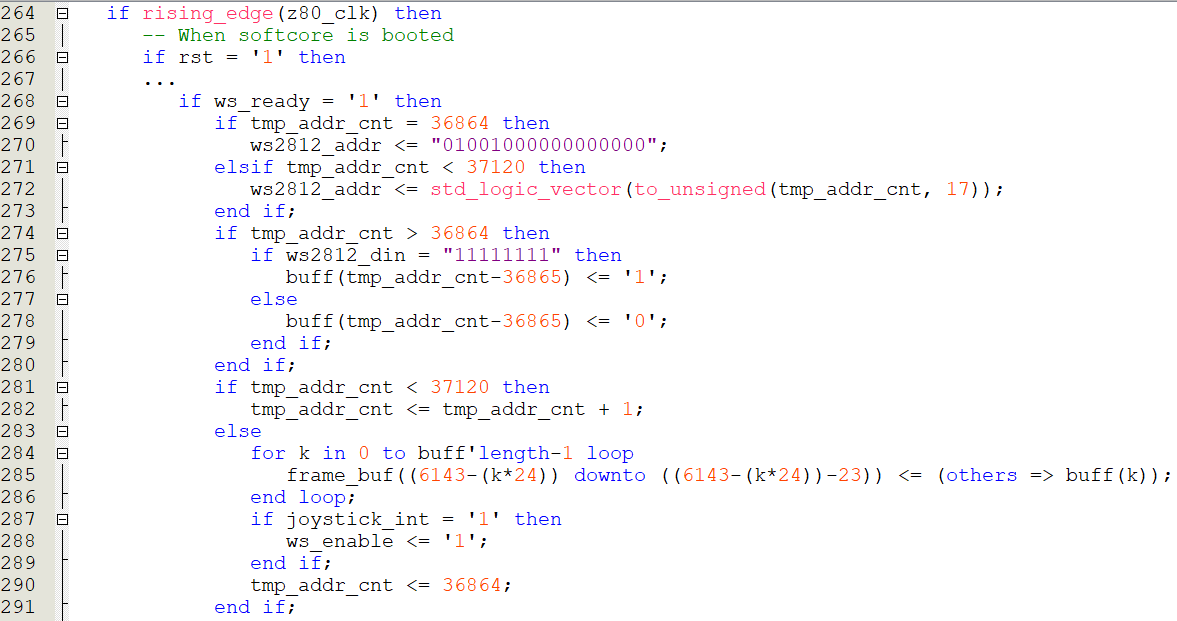 264 if rising_edge(z80_clk) then
265 -- When softcore is booted
266 if rst = '1' then
267 ...
268 if ws_ready = '1' then
269 if tmp_addr_cnt = 36864 then
270 ws2812_addr <= "01001000000000000";
271 elsif tmp_addr_cnt < 37120 then
272 ws2812_addr <= std_logic_vector(to_unsigned(tmp_addr_cnt, 17));
273 end if;
274 if tmp_addr_cnt > 36864 then
275 if ws2812_din = "11111111" then
276 buff(tmp_addr_cnt-36865) <= '1';
277 else
278 buff(tmp_addr_cnt-36865) <= '0';
279 end if;
280 end if;
281 if tmp_addr_cnt < 37120 then
282 tmp_addr_cnt <= tmp_addr_cnt + 1;
283 else
284 for k in 0 to buff'length-1 loop
285 frame_buf((6143-(k*24)) downto ((6143-(k*24))-23)) <= (others => buff(k));
286 end loop;
287 if joystick_int = '1' then
288 ws_enable <= '1';
289 end if;
290 tmp_addr_cnt <= 36864;
291 end if;